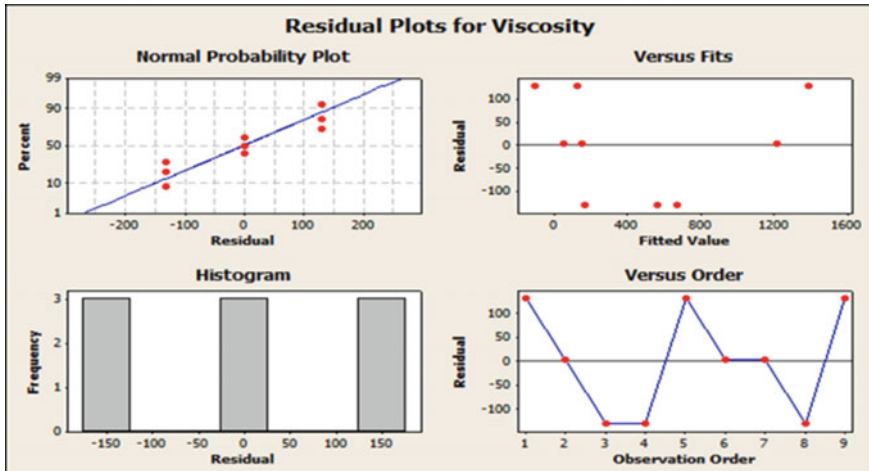 Residual Plots for Viscosity
Normal Probability Plot
99
90
50
10
1
Percent
-200 -100 0 100 200
Residual
Versus Fits
100
50
0
-50
-100
Residual
0 400 800 1200 1600
Fitted Value
Histogram
3
2
1
0
Frequency
-150 -100 -50 0 50 100 150
Residual
Versus Order
100
50
0
-50
-100
Residual
1 2 3 4 5 6 7 8 9
Observation Order